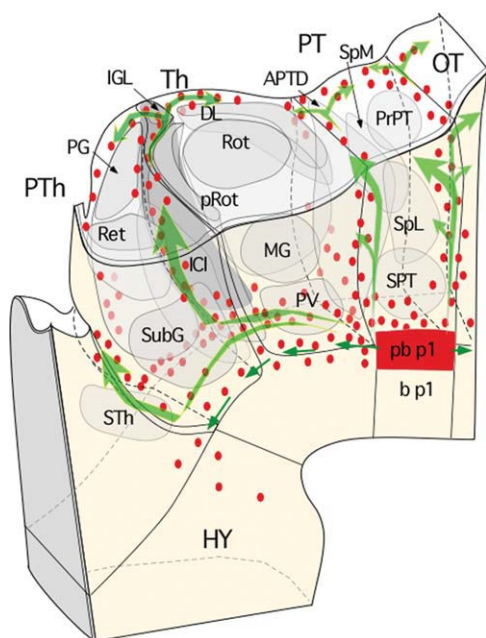 PT
SpM
OT
IGL
Th
APTD
DL
PrPT
PG
Rot
PTh
pRot
Ret
ICl
MG
SpL
SubG
PV
SPT
pb p1
b p1
STh
HY